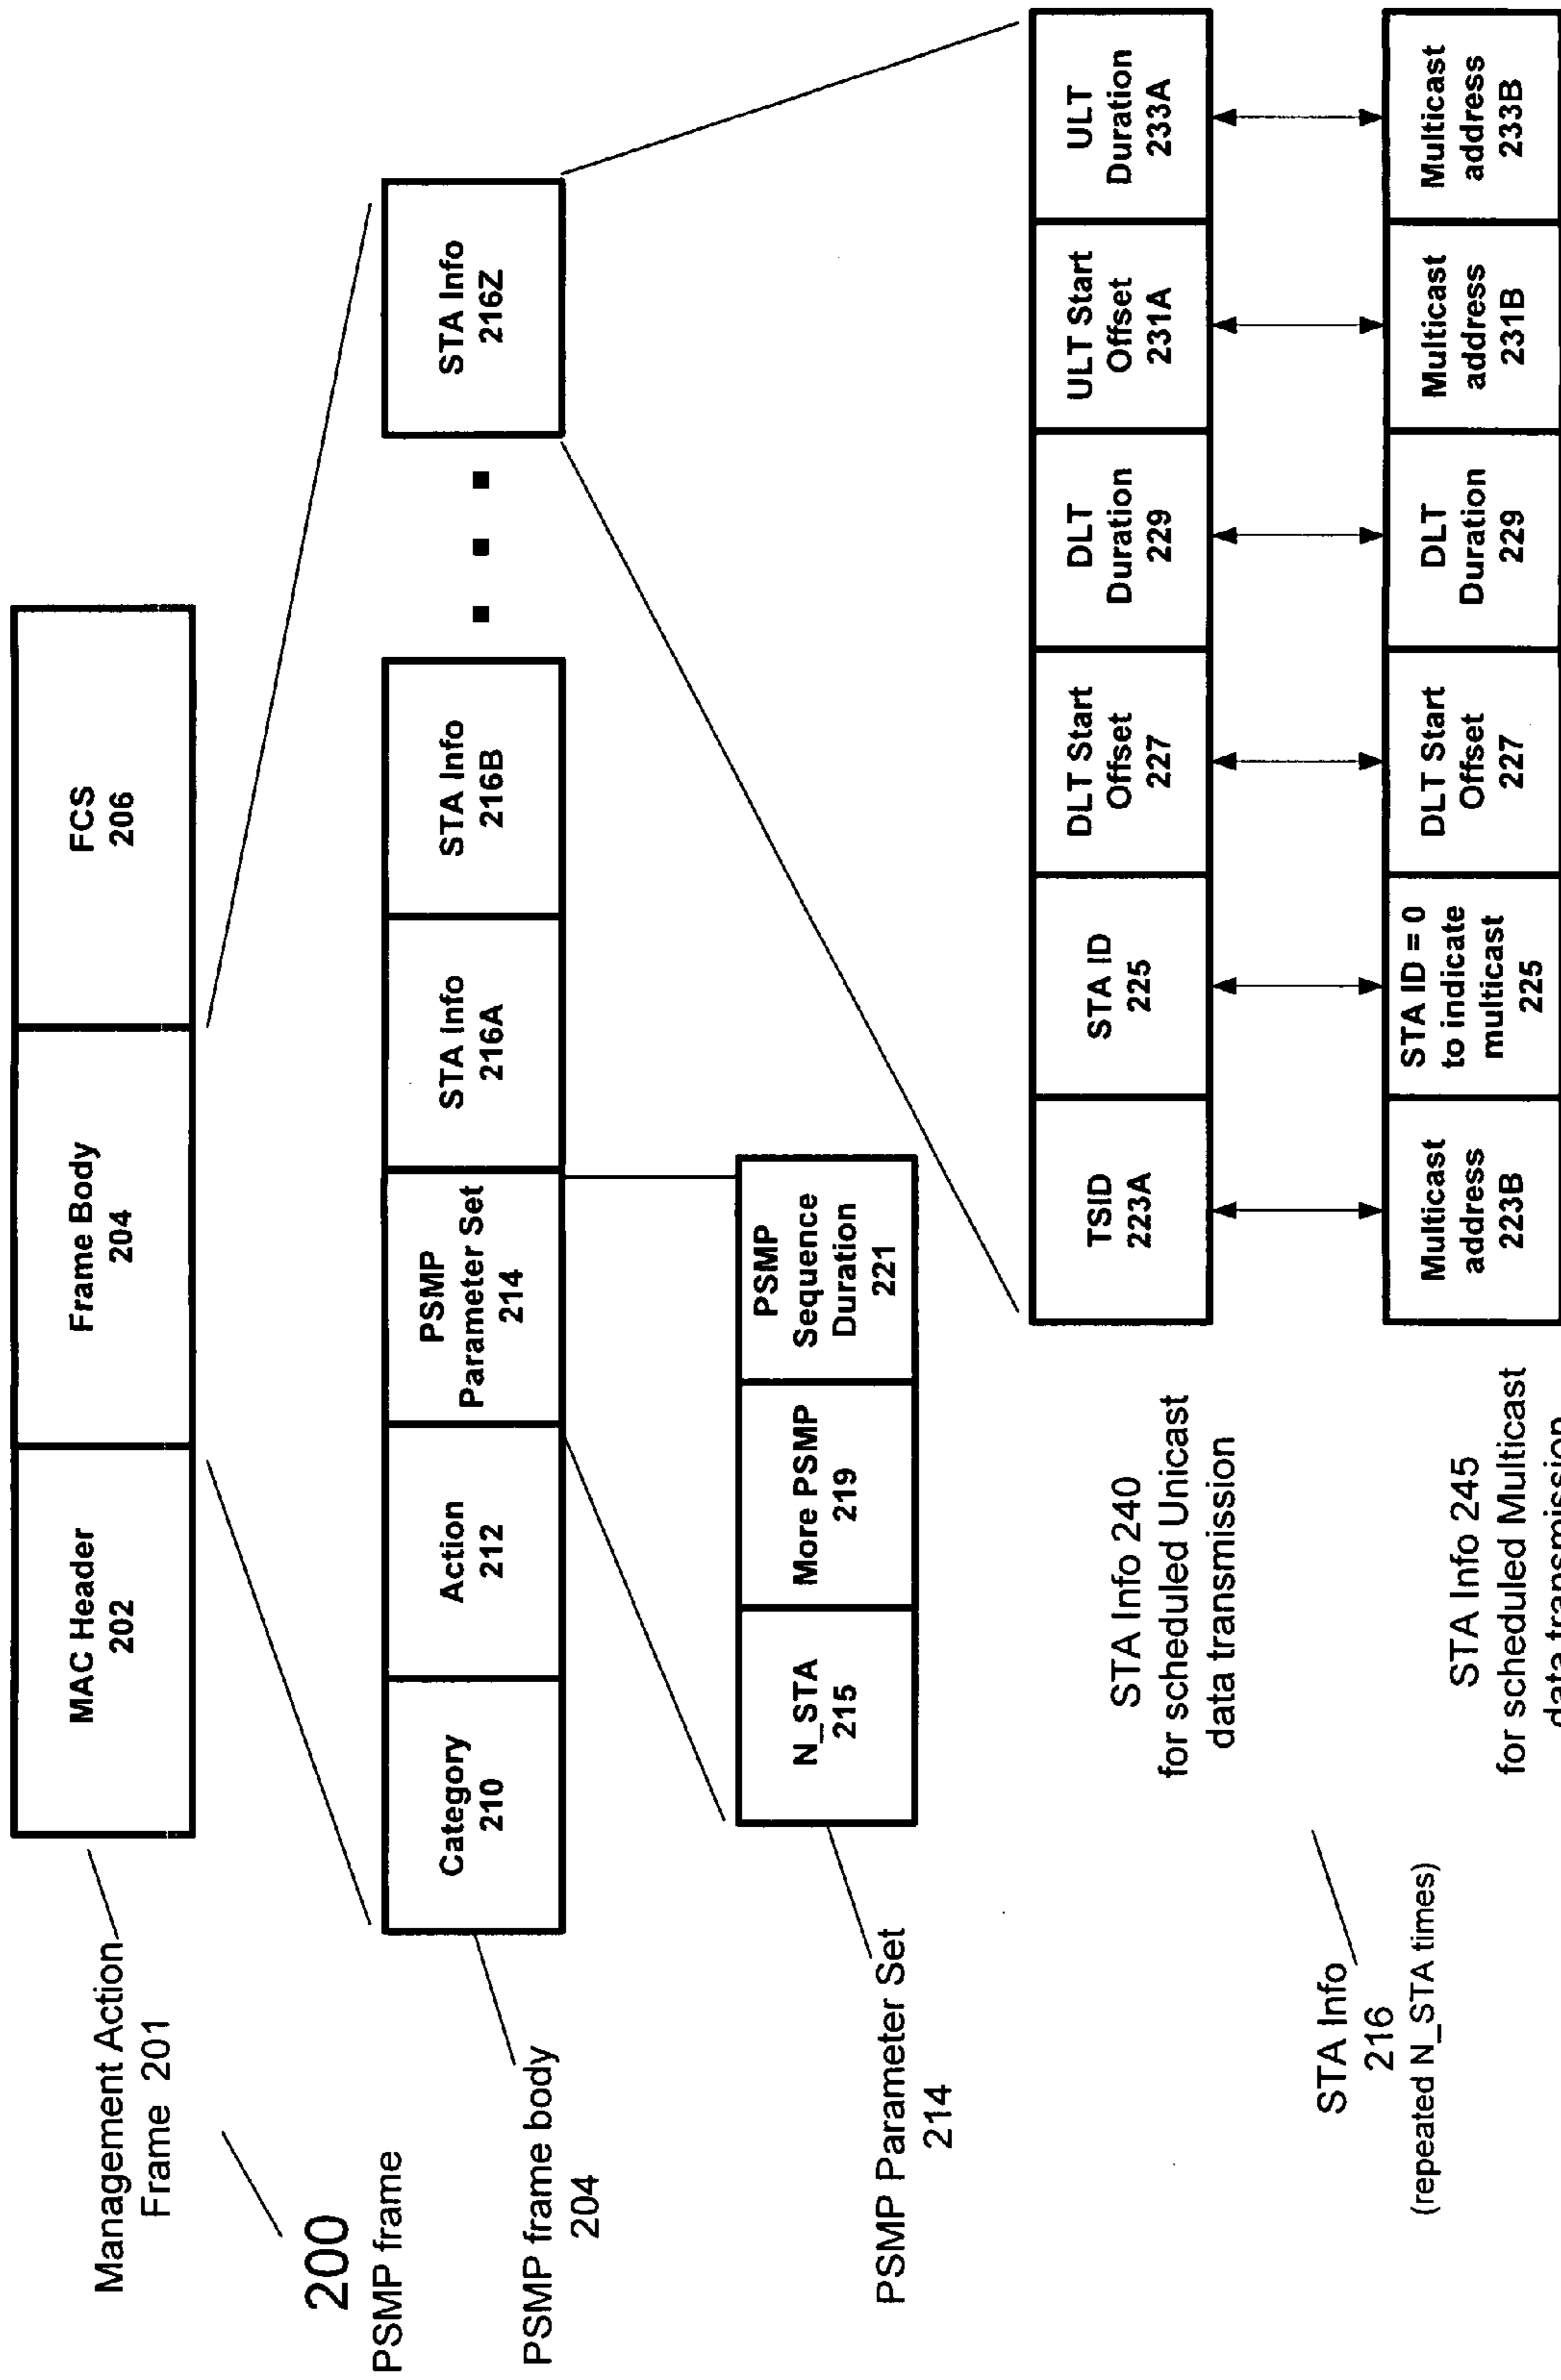 Management Action
Frame 201
MAC Header
202
Frame Body
204
FCS
206
200
PSMP frame
PSMP frame body
204
Category
210
Action
212
PSMP
Parameter Set
214
STA Info
216A
STA Info
216B
STA Info
216Z
PSMP Parameter Set
214
N_STA
215
More PSMP
219
PSMP
Sequence
Duration
221
STA Info 240
for scheduled Unicast
data transmission
TSID
223A
STA ID
225
DLT Start
Offset
227
DLT
Duration
229
ULT Start
Offset
231A
ULT
Duration
233A
STA Info
216
(repeated N_STA times)
STA Info 245
for scheduled Multicast
data transmission
Multicast
address
223B
STA ID = 0
to indicate
multicast
225
DLT Start
Offset
227
DLT
Duration
229
Multicast
address
231B
Multicast
address
233B